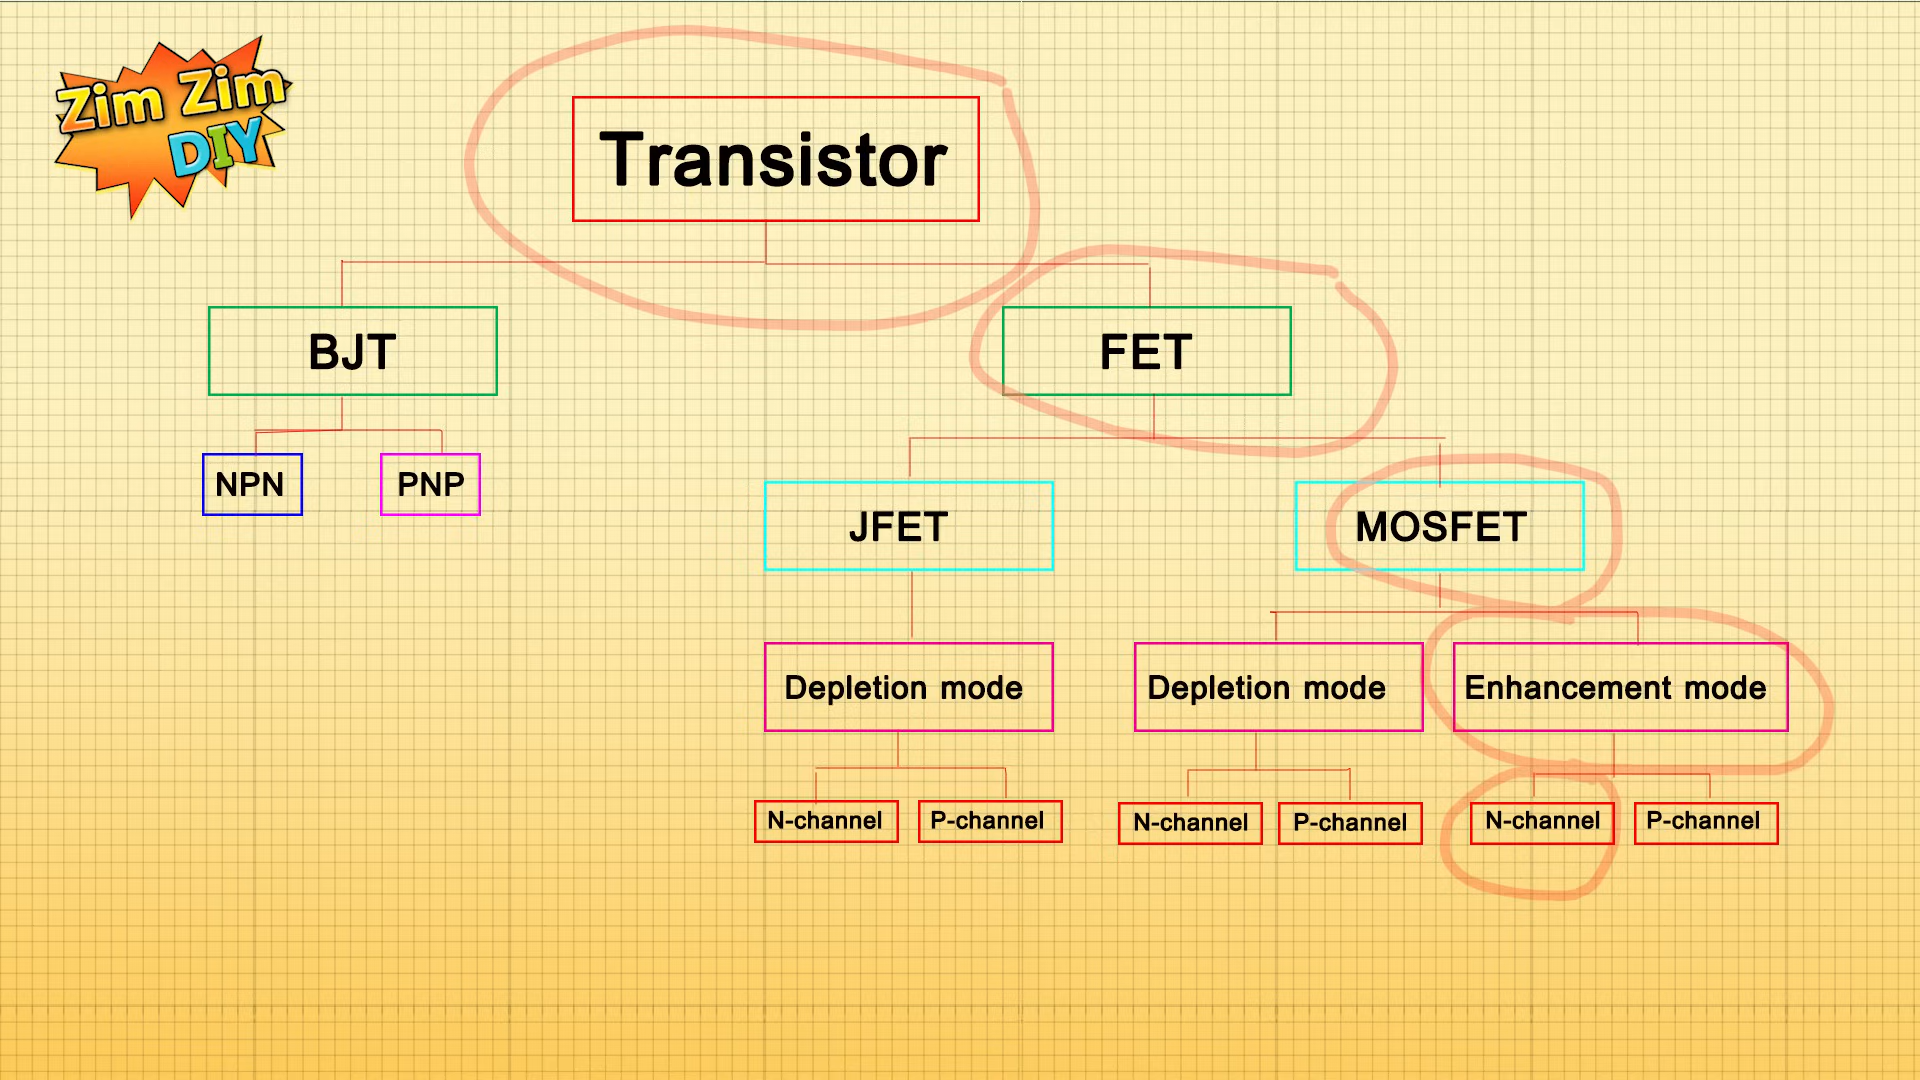 Zim Zim
DIY
Transistor
BJT
FET
NPN
PNP
JFET
MOSFET
Depletion mode
Depletion mode
Enhancement mode
N-channel
P-channel
N-channel
P-channel
N-channel
P-channel